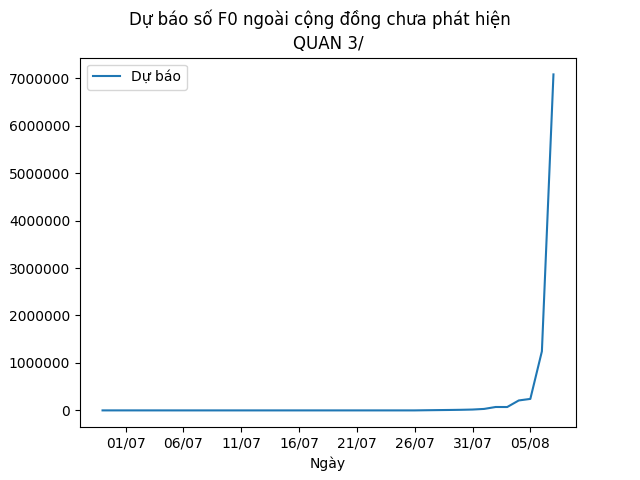 Dự báo số F0 ngoài cộng đồng chưa phát hiện
QUAN 3/
Dự báo
7000000
6000000
5000000
4000000
3000000
2000000
1000000
0
01/07 06/07 11/07 16/07 21/07 26/07 31/07 05/08
Ngày